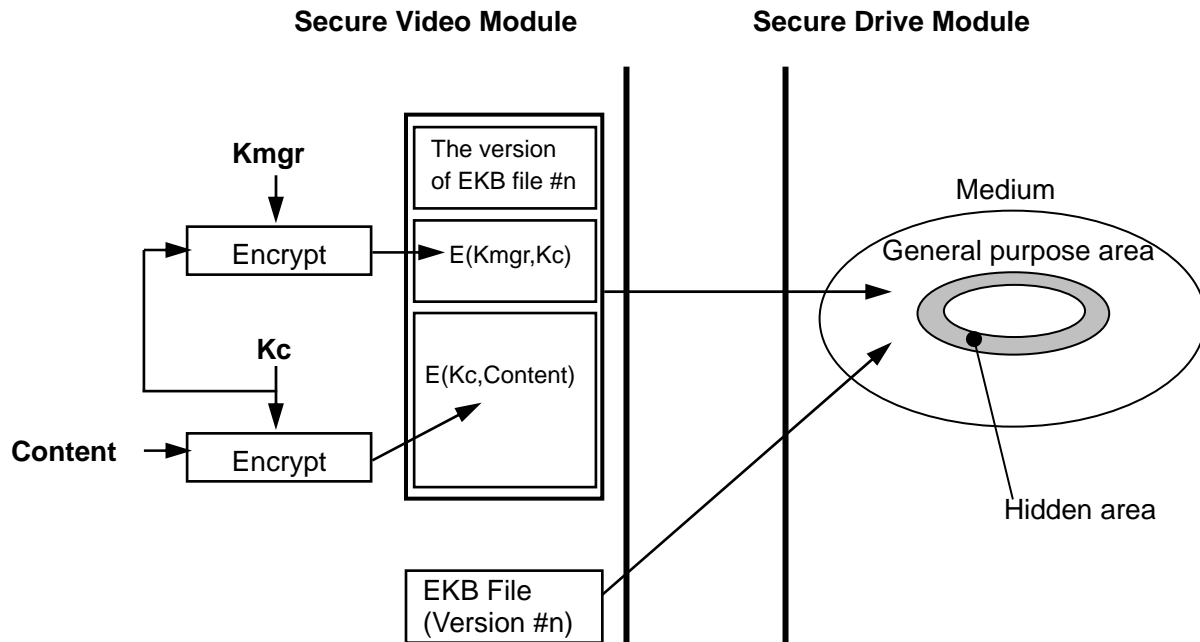 Secure Video Module
Secure Drive Module
Kmgr
The version
of EKB file #n
Medium
Encrypt
E(Kmgr,Kc)
General purpose area
Kc
E(Kc,Content)
Content
Encrypt
Hidden area
EKB File
(Version #n)